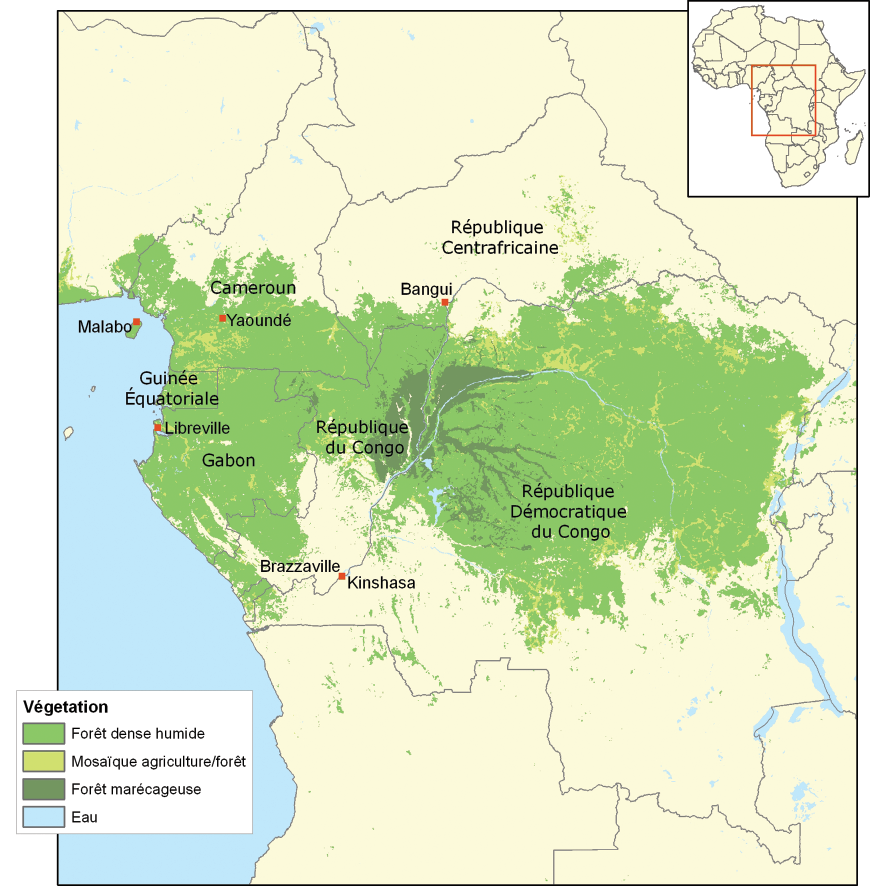 République
Centrafricaine
Cameroun
Bangui
Malabo
Yaoundé
Guinée
Équatoriale
Libreville
République
du Congo
Gabon
République
Démocratique
du Congo
Brazzaville
Kinshasa
Végetation
Forêt dense humide
Mosaïque agriculture/forêt
Forêt marécageuse
Eau